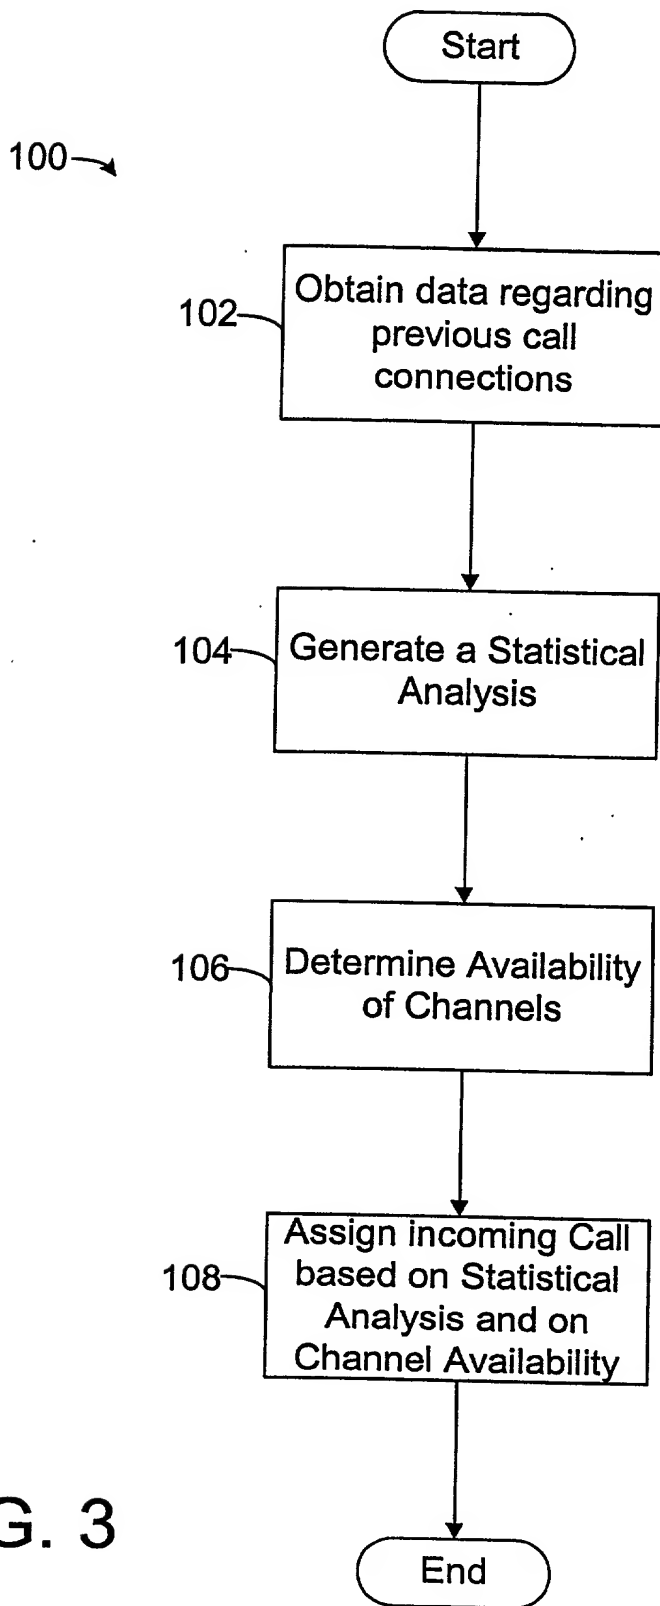 Start
100
102
Obtain data regarding
previous call
connections
104
Generate a Statistical
Analysis
106
Determine Availability
of Channels
108
Assign incoming Call
based on Statistical
Analysis and on
Channel Availability
G. 3
End